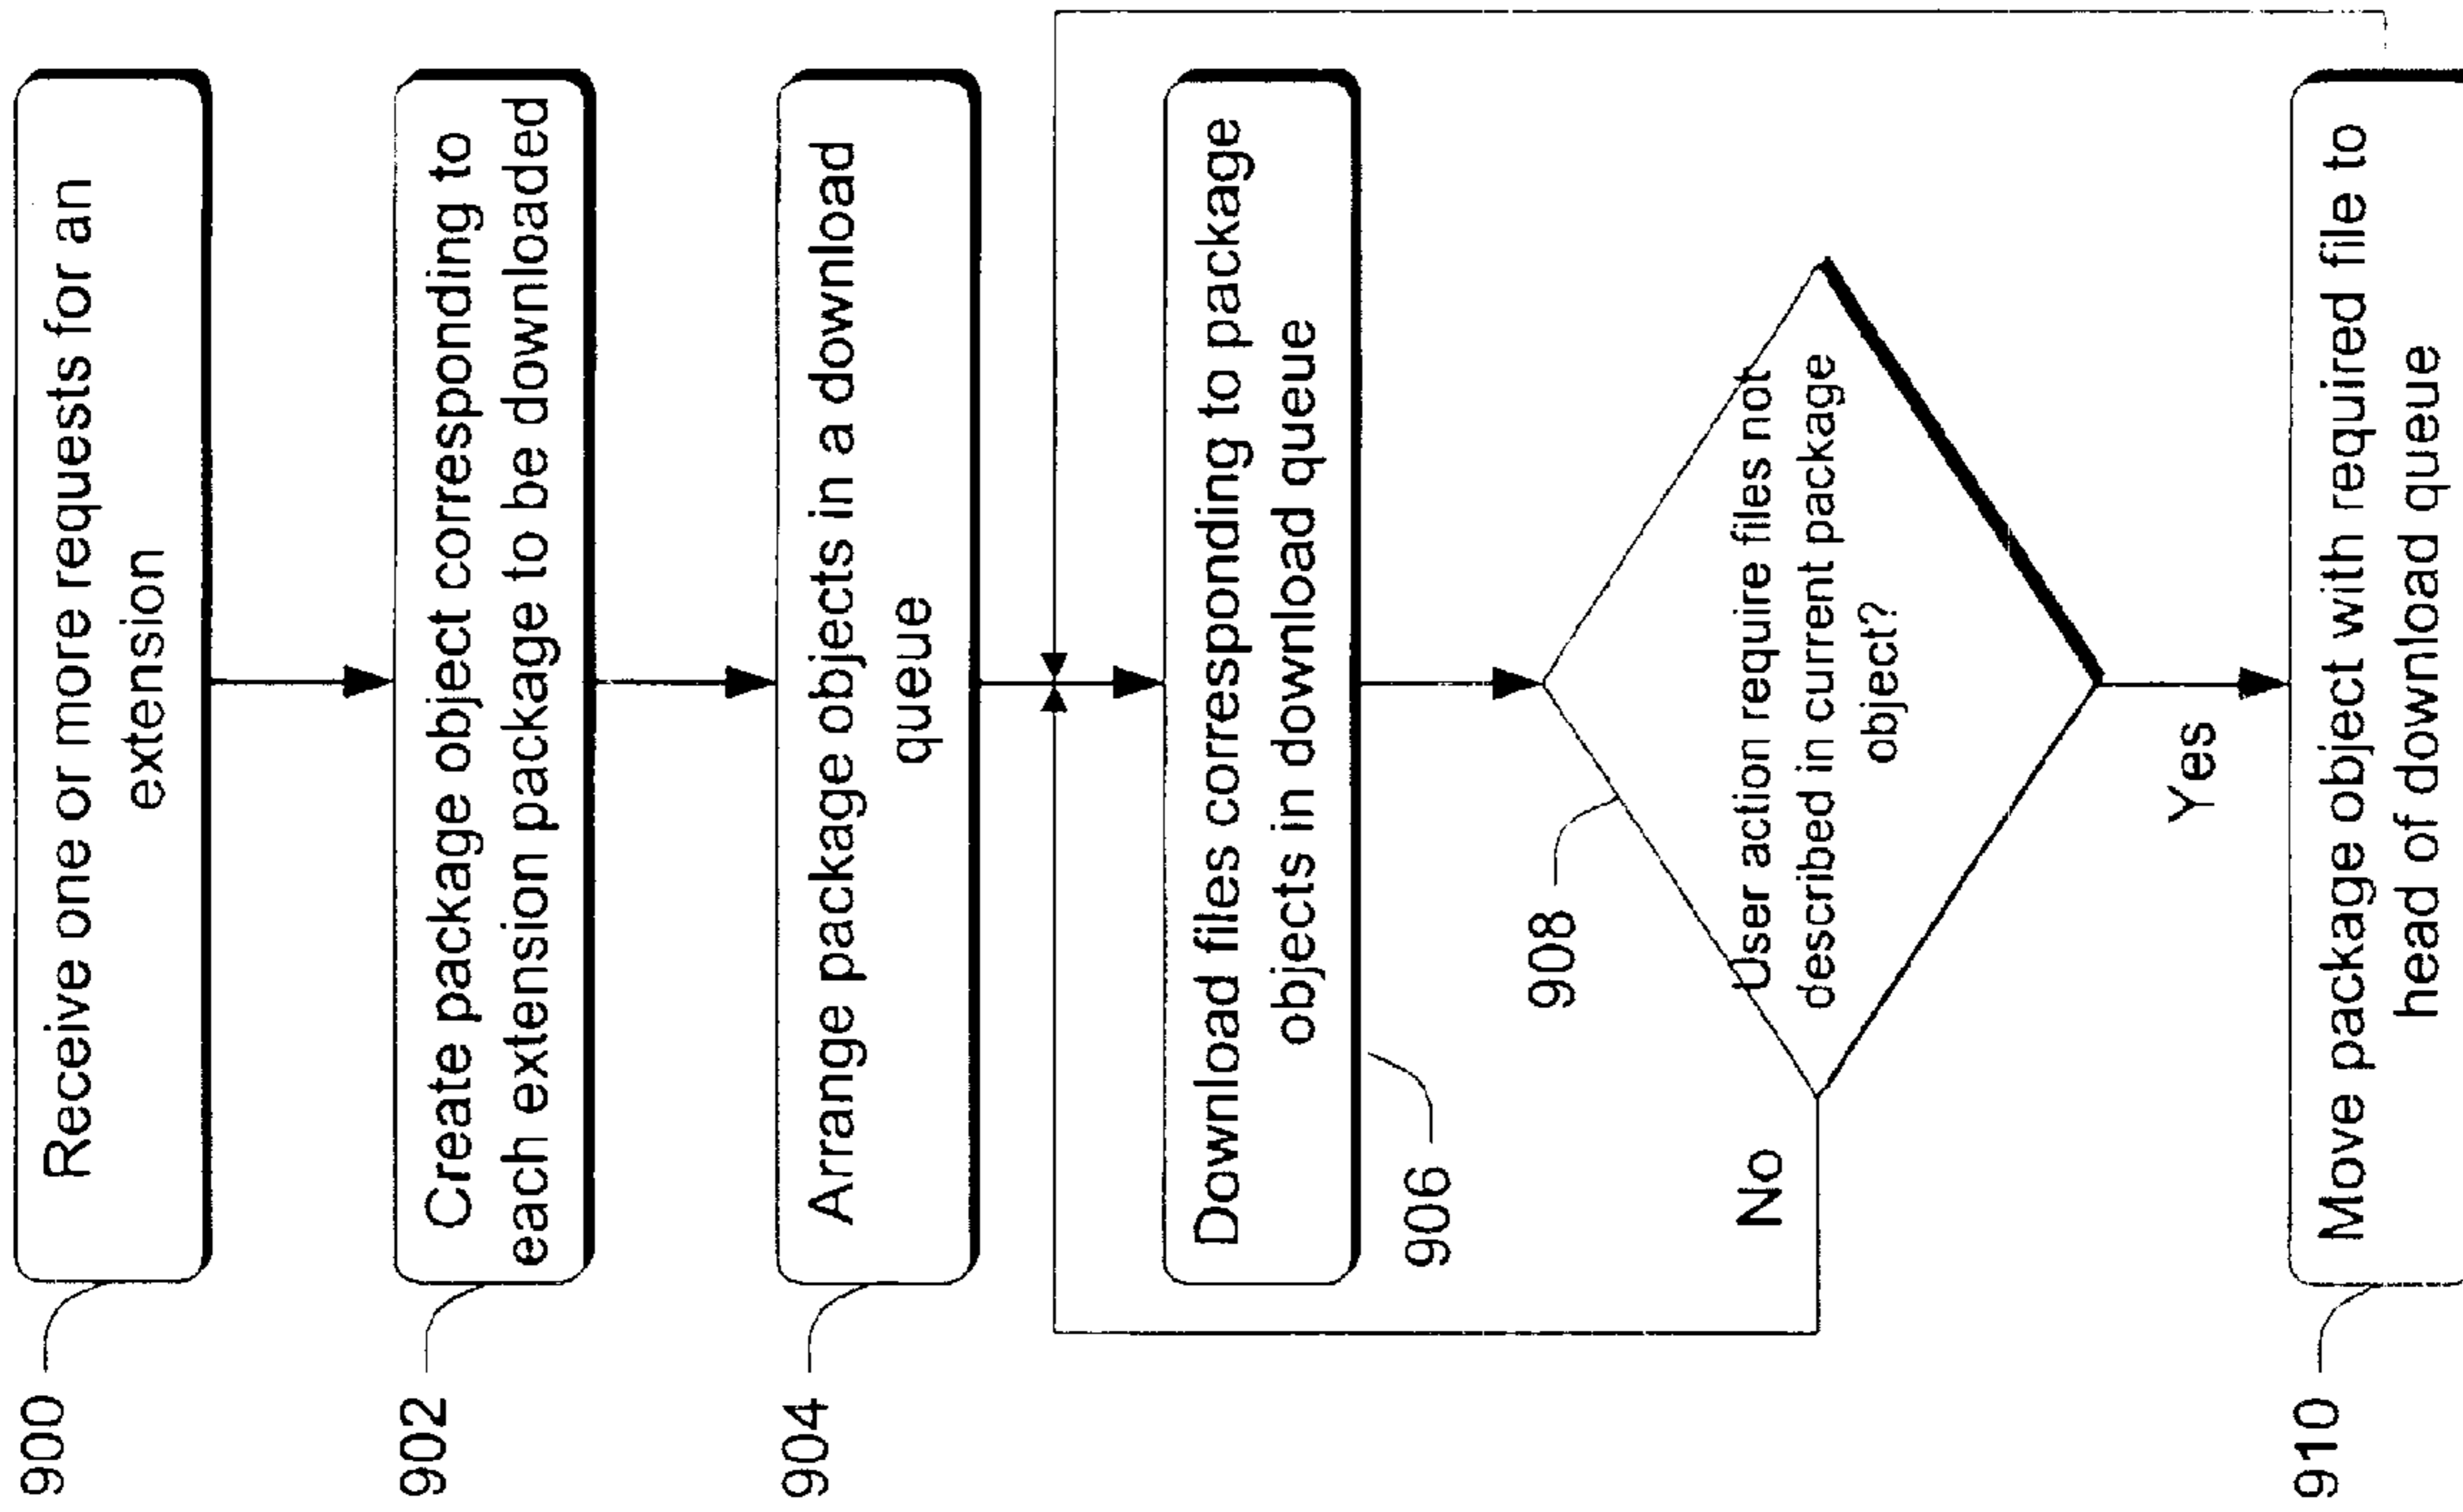 900
Receive one or more requests for an
extension
902
Create package object corresponding to
each extension package to be downloaded
904
Arrange package objects in a download
queue
Download files corresponding to package
objects in download queue
906
908
User action require files not
described in current package
object?
No
Yes
910
Move package object with required file to
head of download queue